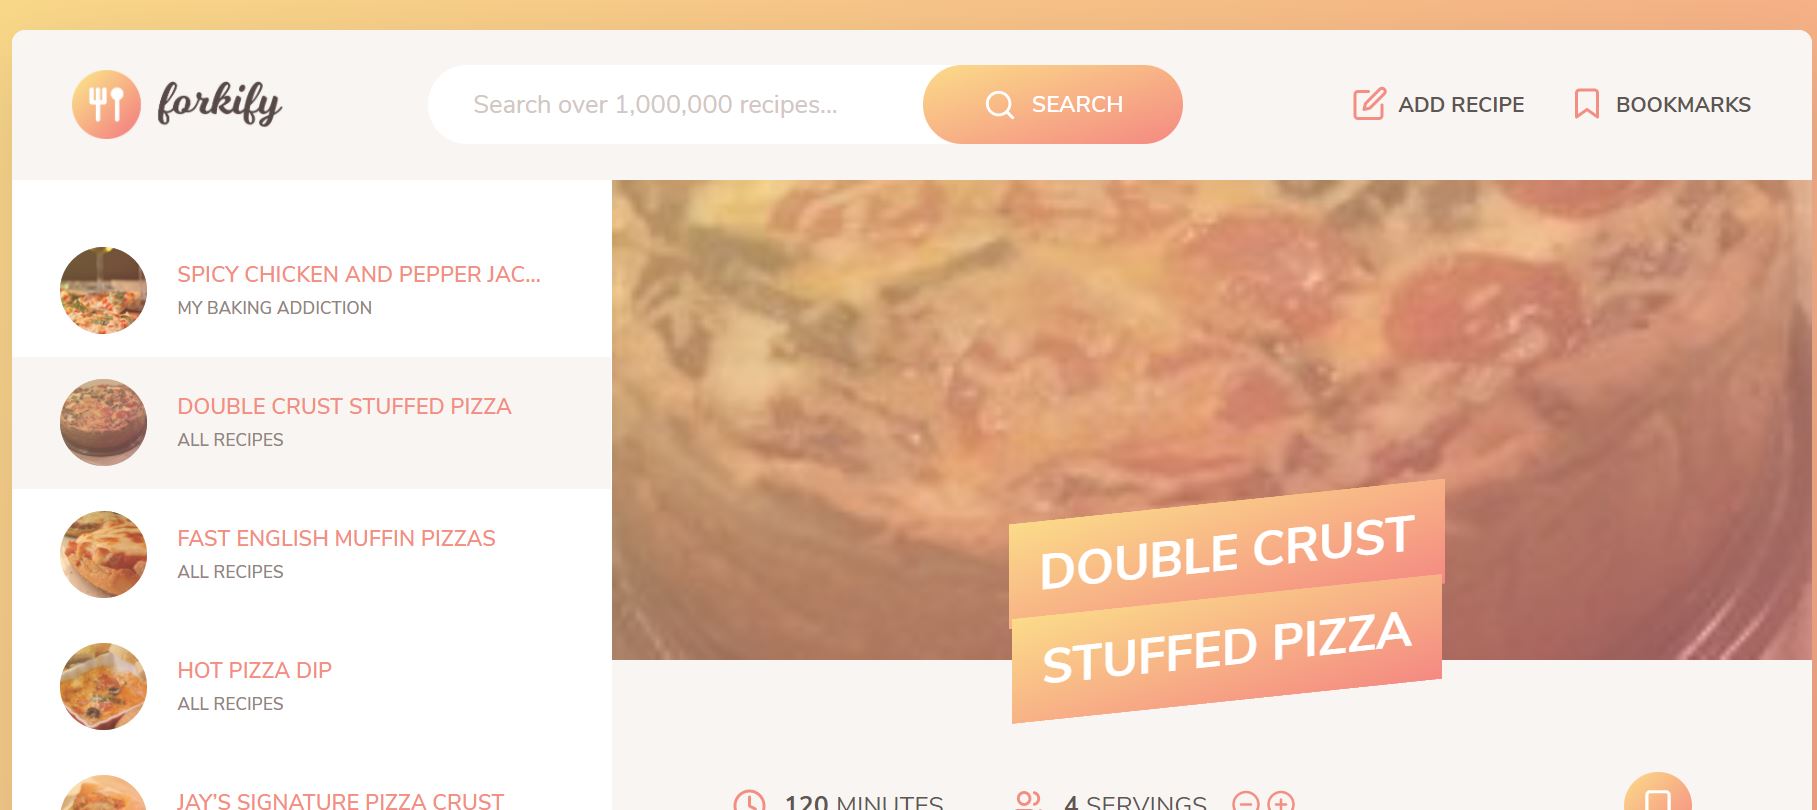 forkify
Search over 1,000,000 recipes...
SEARCH
ADD RECIPE
BOOKMARKS
SPICY CHICKEN AND PEPPER JAC...
MY BAKING ADDICTION
DOUBLE CRUST STUFFED PIZZA
ALL RECIPES
FAST ENGLISH MUFFIN PIZZAS
ALL RECIPES
HOT PIZZA DIP
ALL RECIPES
JAY'S SIGNATURE PIZZA CRUST
DOUBLE CRUST
STUFFED PIZZA
120 MINUTES
4 SERVINGS